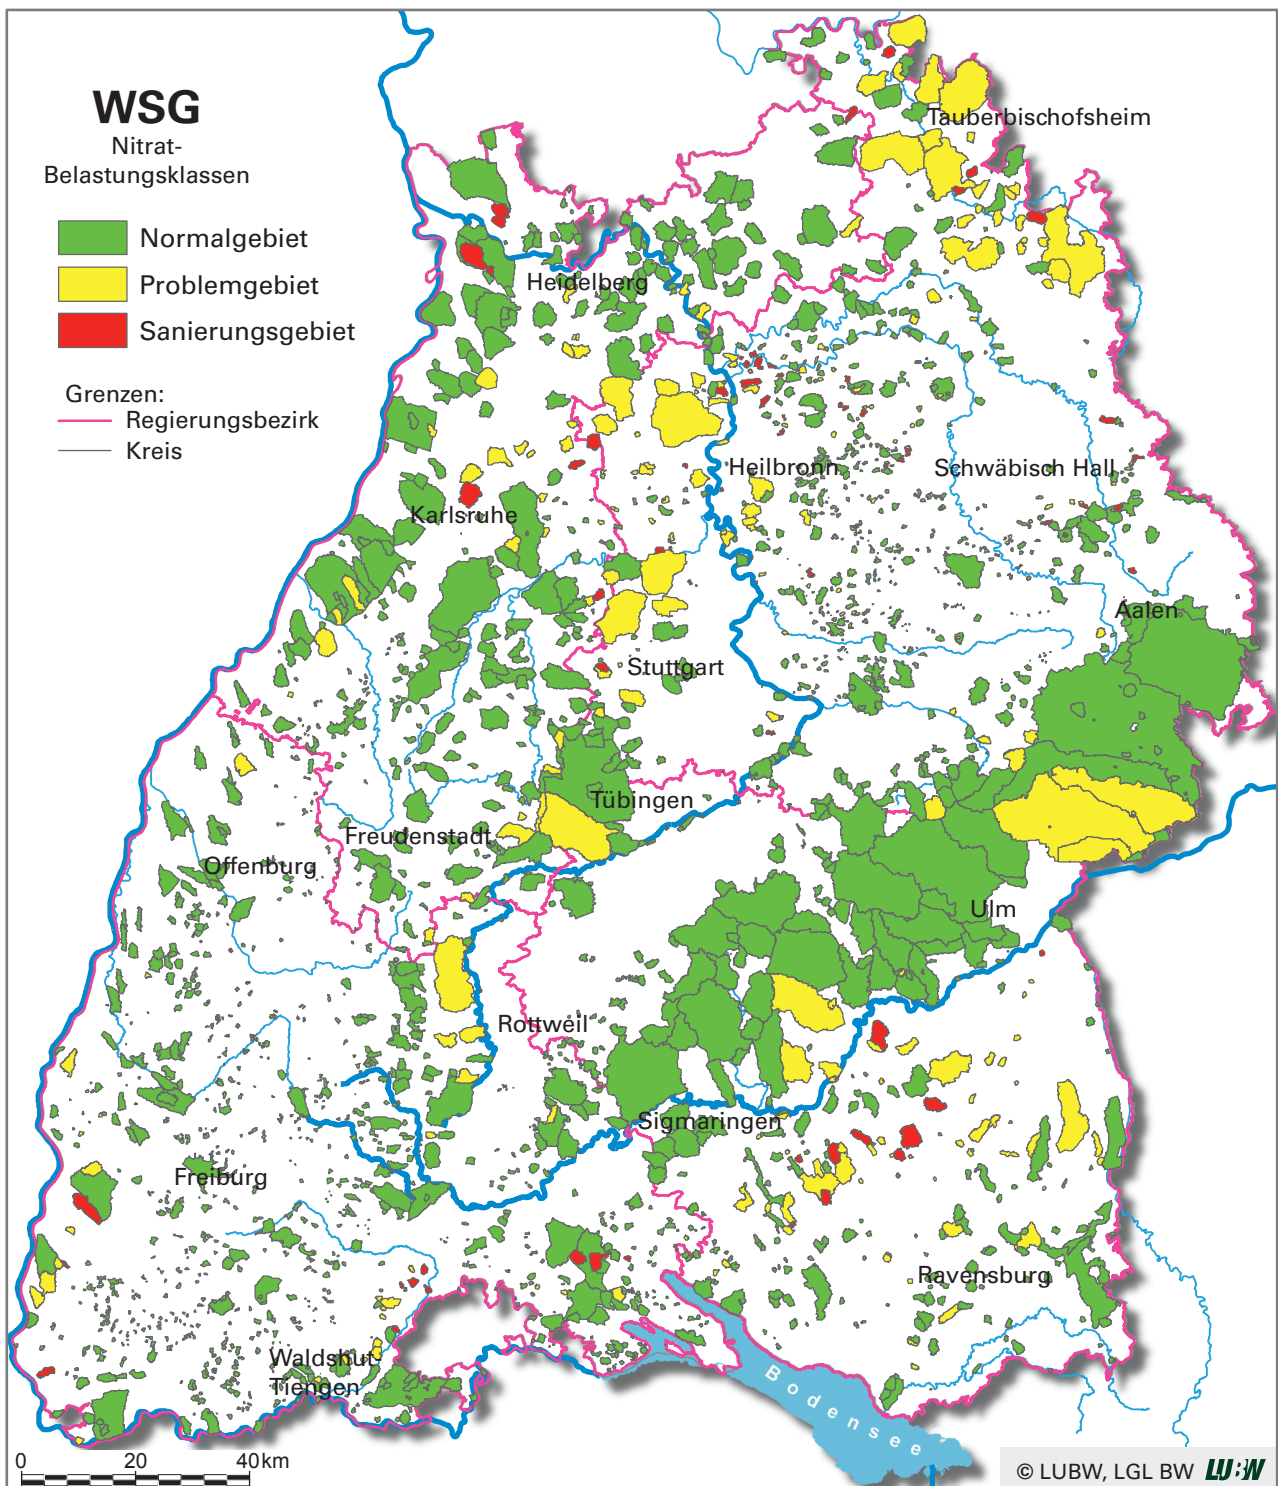 WSG
Nitrat-
Belastungsklassen
Normalgebiet
Problemgebiet
Sanierungsgebiet
Grenzen:
Regierungsbezirk
Kreis
Tauberbischofsheim
Heidelberg
Heilbronn
Schwäbisch Hall
Karlsruhe
Aalen
Stuttgart
Tübingen
Freudenstadt
Offenburg
Ulm
Rottweil
Sigmaringen
Freiburg
Ravensburg
Waldshut-
Tiengen
Bodensee
0 20 40km
© LUBW, LGL BW LUBW